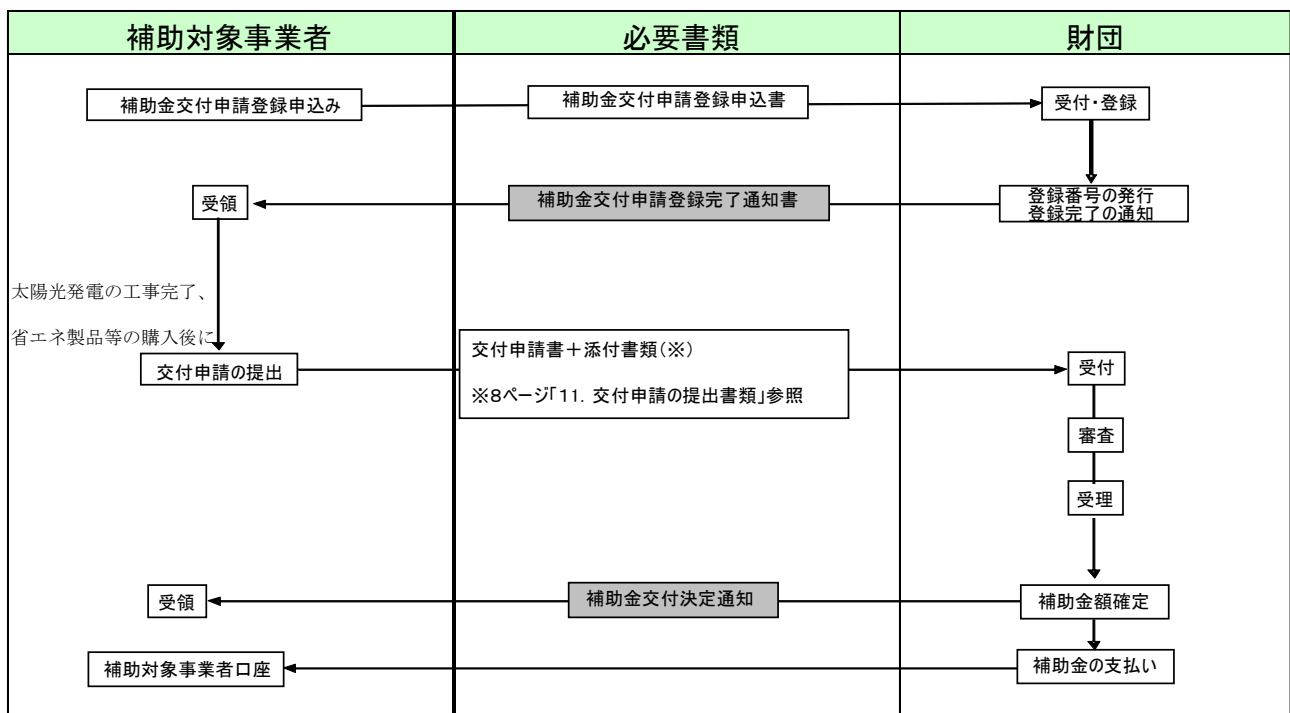 補助対象事業者
必要書類
財団
補助金交付申請登録申込み
補助金交付申請登録申込書
受付・登録
受領
補助金交付申請登録完了通知書
登録番号の発行
登録完了の通知
太陽光発電の工事完了、
省エネ製品等の購入後に
交付申請の提出
交付申請書＋添付書類(※)
※8ページ「11．交付申請の提出書類」参照
受付
審査
受理
受領
補助金交付決定通知
補助金額確定
補助対象事業者口座
補助金の支払い